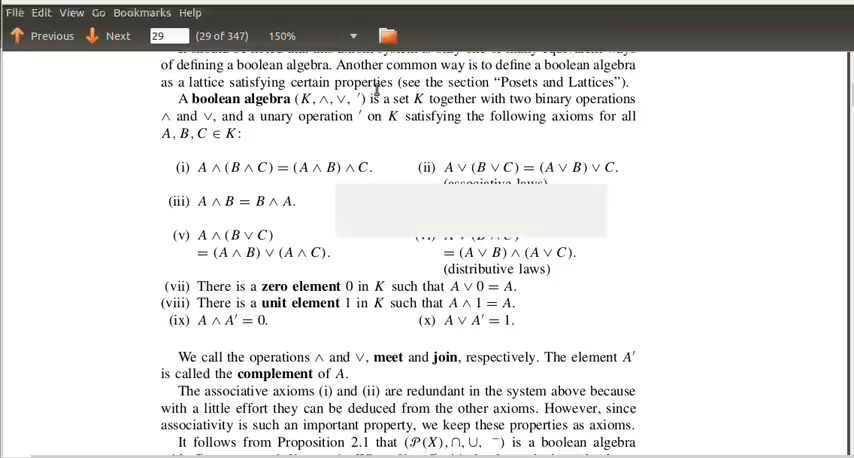 File Edit View Go Bookmarks Help
Previous Next 29 (29 of 347) 150%
of defining a boolean algebra. Another common way is to define a boolean algebra
as a lattice satisfying certain properties (see the section “Posets and Lattices”).
A boolean algebra (K, ∧, ∨, ′) is a set K together with two binary operations
∧ and ∨, and a unary operation ′ on K satisfying the following axioms for all
A, B, C ∈ K:
(i) A ∧ (B ∧ C) = (A ∧ B) ∧ C. (ii) A ∨ (B ∨ C) = (A ∨ B) ∨ C.
(associative laws)
(iii) A ∧ B = B ∧ A.
(v) A ∧ (B ∨ C)
= (A ∧ B) ∨ (A ∧ C). = (A ∨ B) ∧ (A ∨ C).
(distributive laws)
(vii) There is a zero element 0 in K such that A ∨ 0 = A.
(viii) There is a unit element 1 in K such that A ∧ 1 = A.
(ix) A ∧ A′ = 0. (x) A ∨ A′ = 1.
We call the operations ∧ and ∨, meet and join, respectively. The element A′
is called the complement of A.
The associative axioms (i) and (ii) are redundant in the system above because
with a little effort they can be deduced from the other axioms. However, since
associativity is such an important property, we keep these properties as axioms.
It follows from Proposition 2.1 that (𝒫(X), ∩, ∪, ⁻) is a boolean algebra